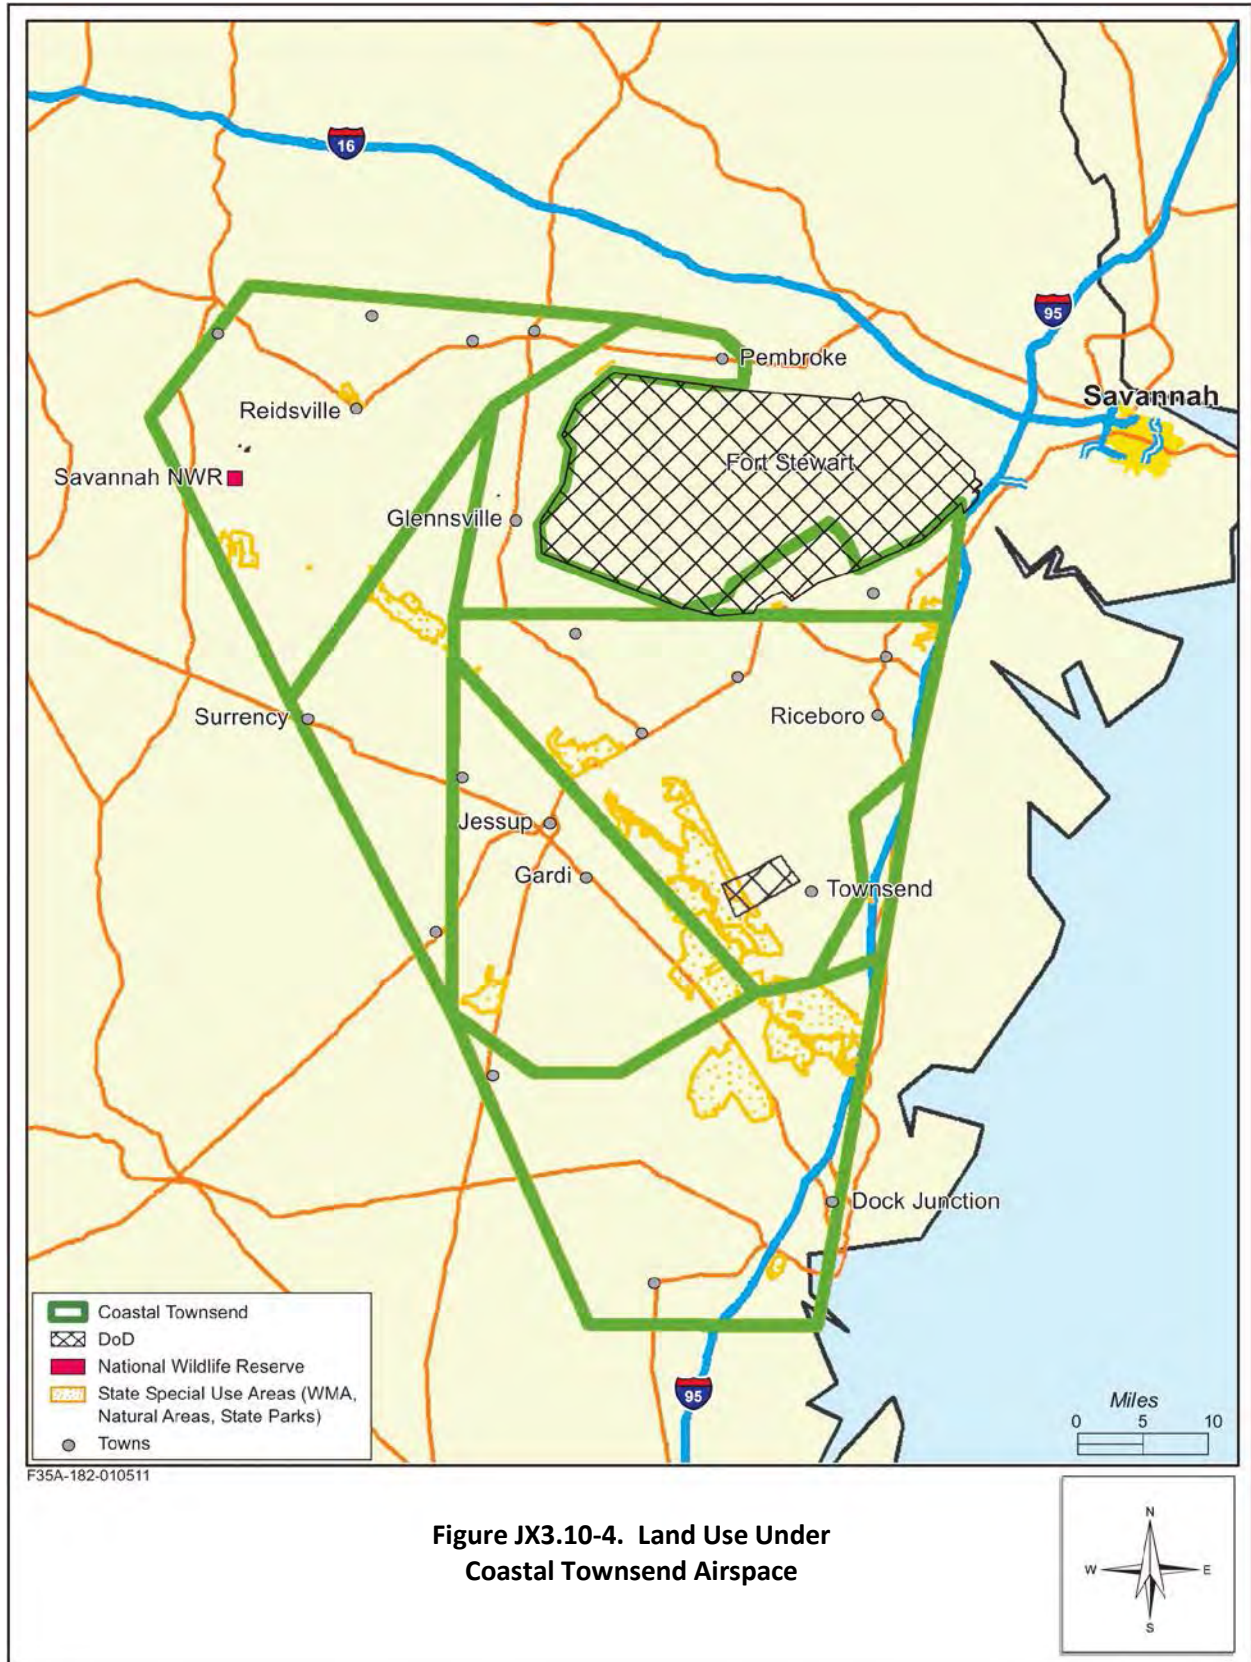 16
95
Pembroke
Savannah
Reidsville
Fort Stewart
Savannah NWR
Glennsville
Surrency
Riceboro
Jessup
Gardi
Townsend
Dock Junction
Coastal Townsend
DoD
National Wildlife Reserve
State Special Use Areas (WMA,
Natural Areas, State Parks)
Towns
95
Miles
0 5 10
F35A-182-010511
Figure JX3.10-4. Land Use Under
Coastal Townsend Airspace
N
W E
S